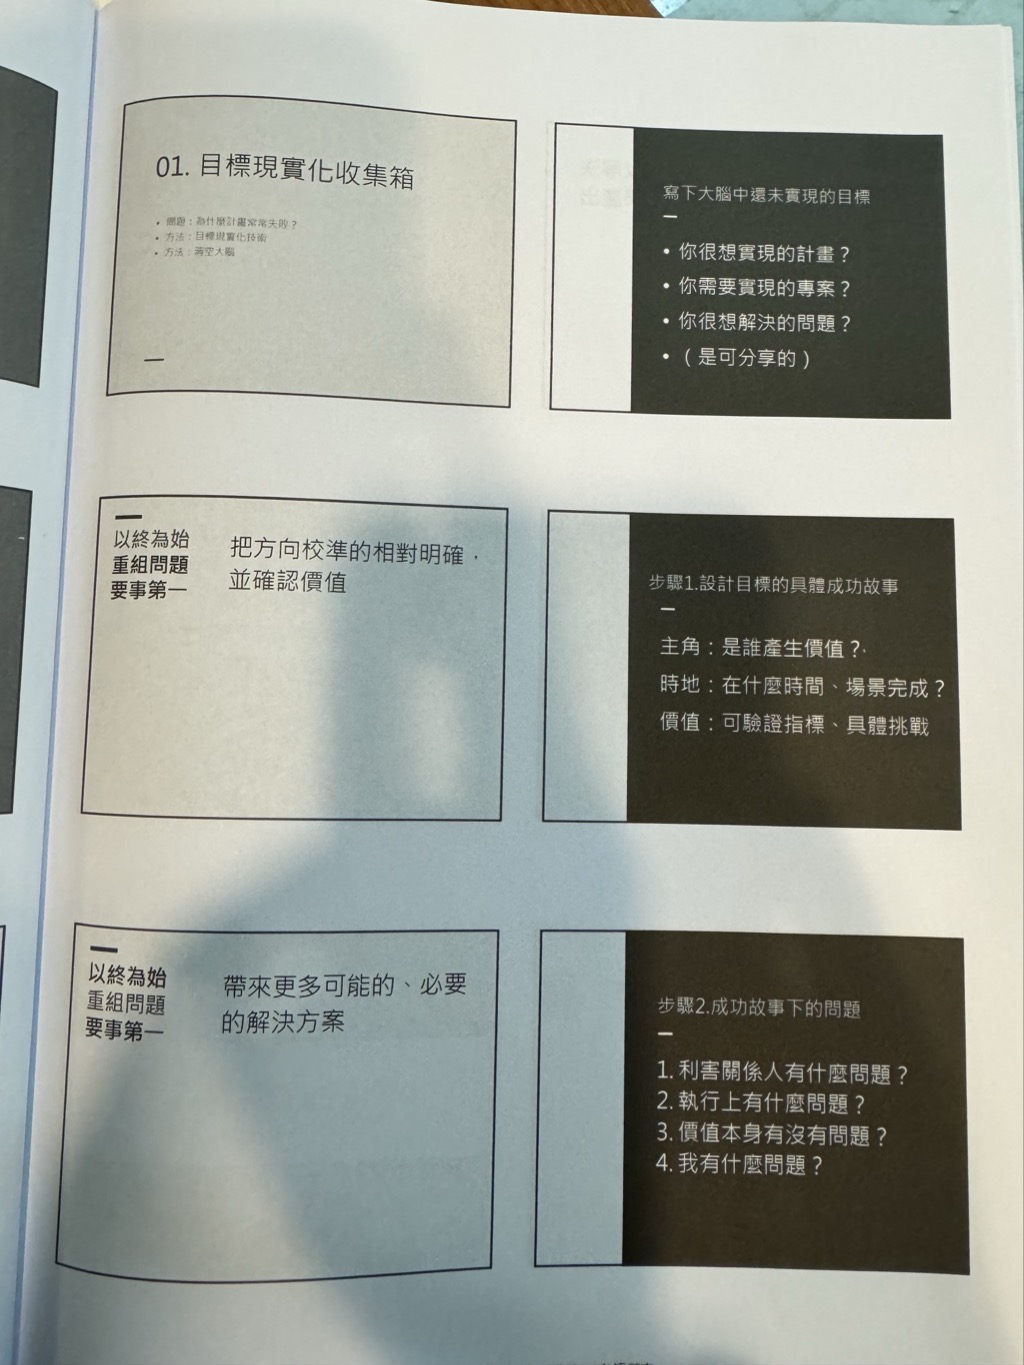 01. 目標現實化收集箱
• 問題：為什麼計畫常常失敗？
• 方法：目標現實化技術
• 方法：清空大腦
寫下大腦中還未實現的目標
• 你很想實現的計畫？
• 你需要實現的專案？
• 你很想解決的問題？
• （是可分享的）
以終為始
重組問題
要事第一
把方向校準的相對明確，
並確認價值
步驟1.設計目標的具體成功故事
主角：是誰產生價值？
時地：在什麼時間、場景完成？
價值：可驗證指標、具體挑戰
以終為始
重組問題
要事第一
帶來更多可能的、必要
的解決方案
步驟2.成功故事下的問題
1. 利害關係人有什麼問題？
2. 執行上有什麼問題？
3. 價值本身有沒有問題？
4. 我有什麼問題？